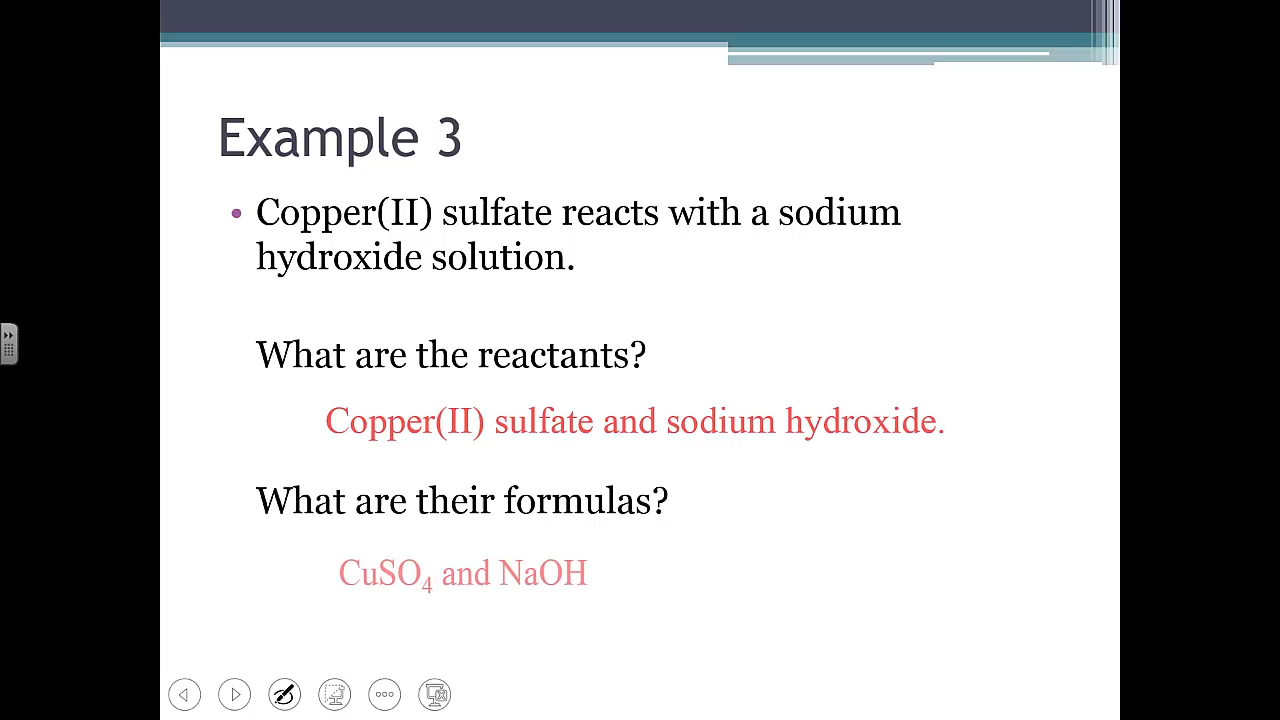 Example 3
• Copper(II) sulfate reacts with a sodium
hydroxide solution.
What are the reactants?
Copper(II) sulfate and sodium hydroxide.
What are their formulas?
CuSO₄ and NaOH